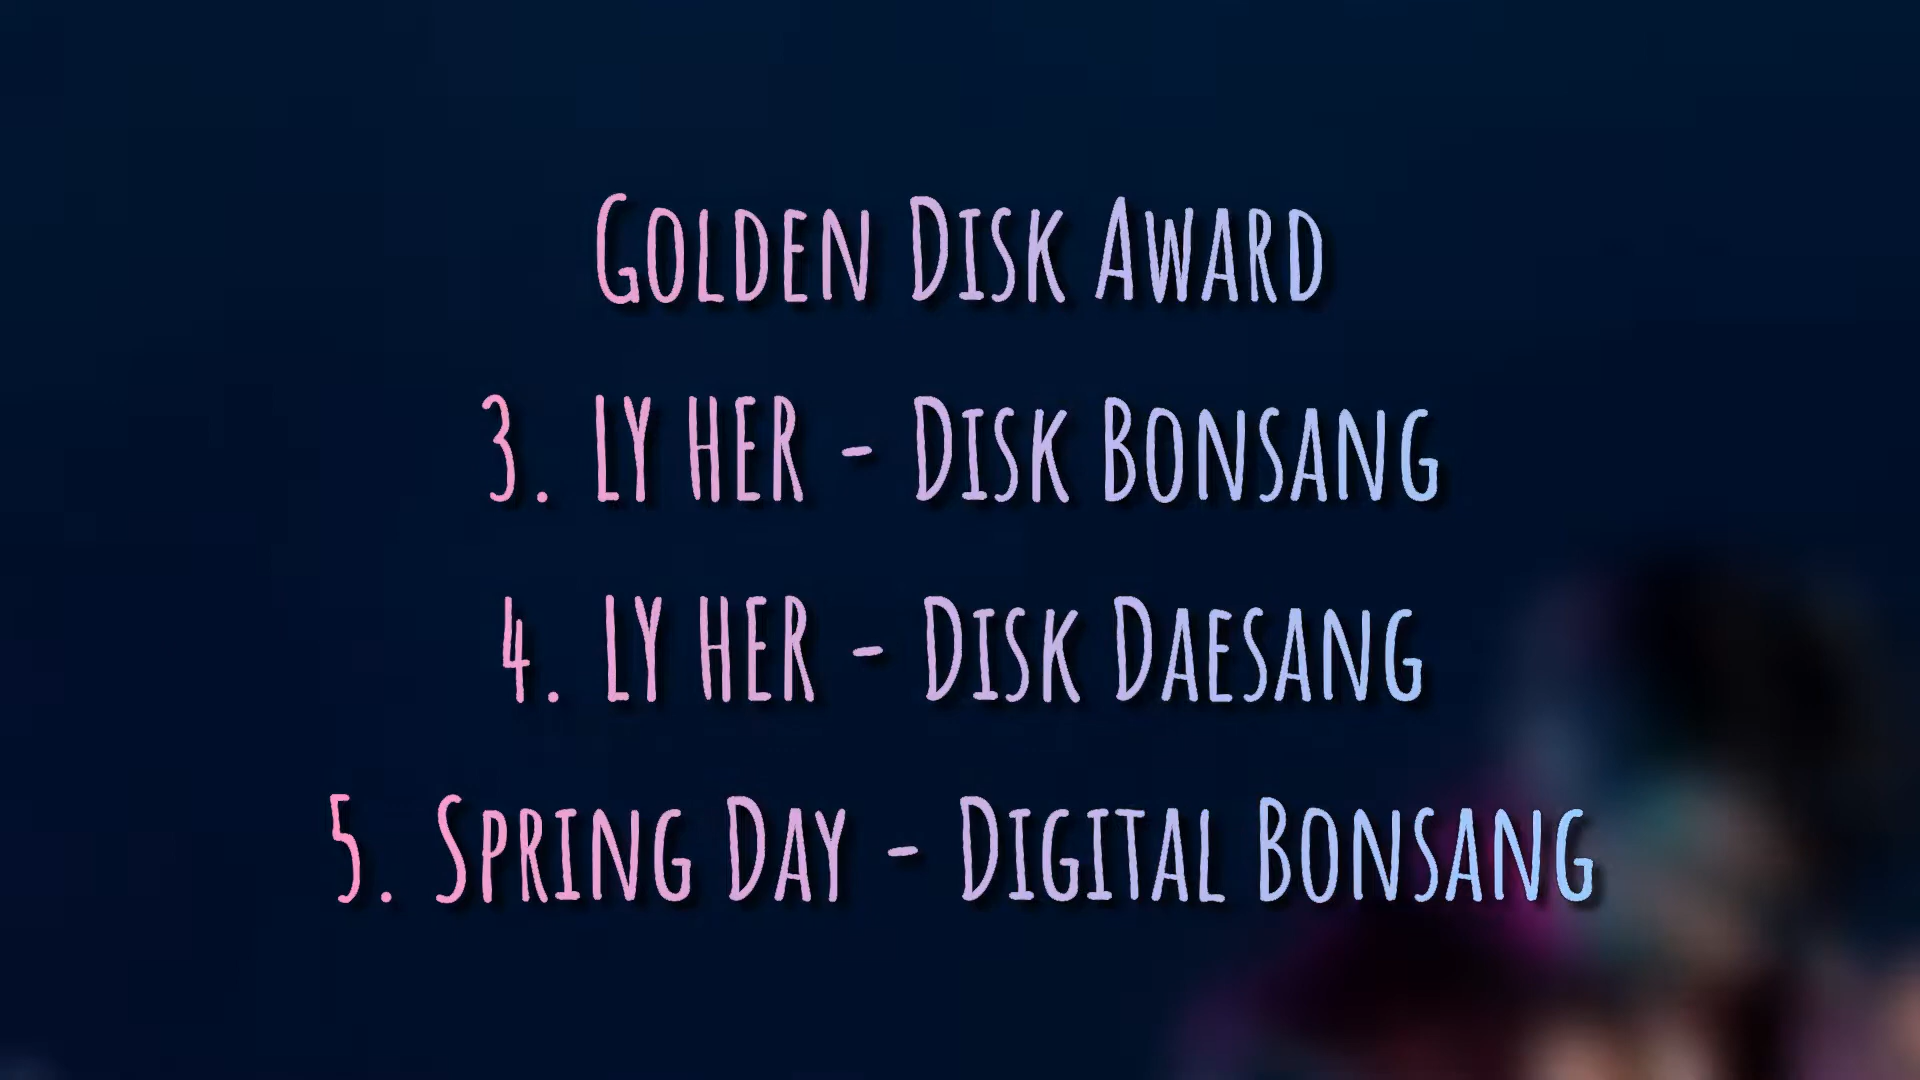 Golden Disk Award
3. LY HER - Disk Bonsang
4. LY HER - Disk Daesang
5. Spring Day - Digital Bonsang